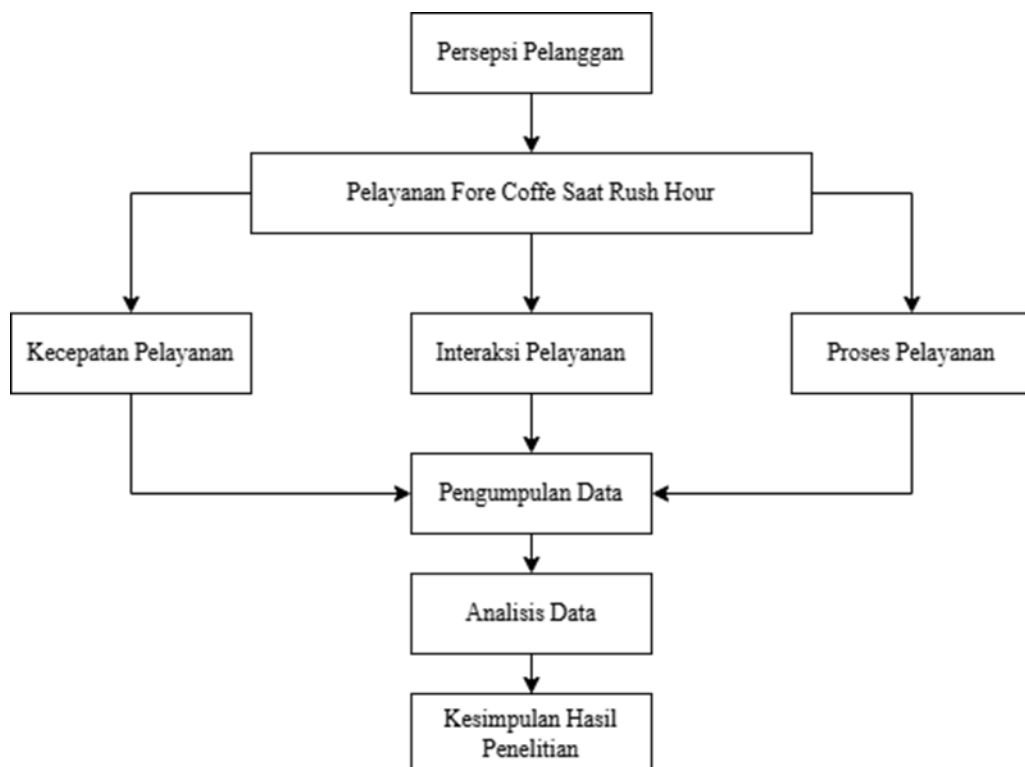 Persepsi Pelanggan
Pelayanan Fore Coffe Saat Rush Hour
Kecepatan Pelayanan
Interaksi Pelayanan
Proses Pelayanan
Pengumpulan Data
Analisis Data
Kesimpulan Hasil
Penelitian